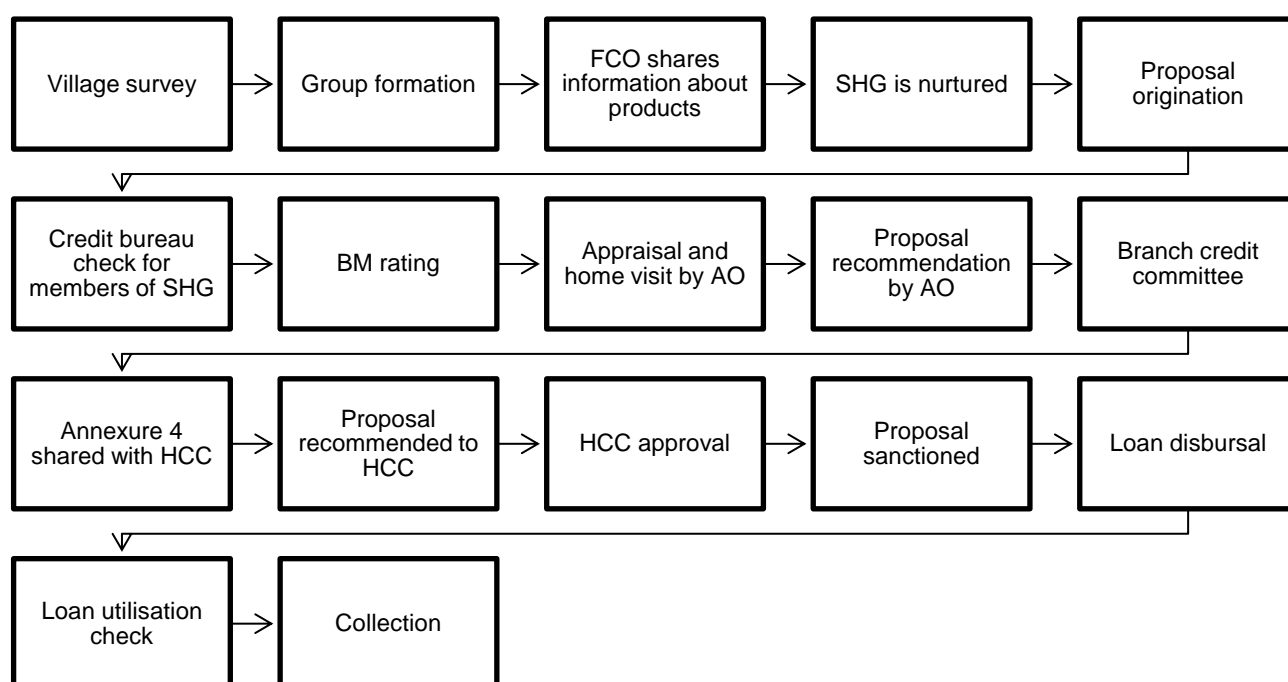 Village survey
Group formation
FCO shares
information about
products
SHG is nurtured
Proposal
origination
Credit bureau
check for
members of SHG
BM rating
Appraisal and
home visit by AO
Proposal
recommendation
by AO
Branch credit
committee
Annexure 4
shared with HCC
Proposal
recommended to
HCC
HCC approval
Proposal
sanctioned
Loan disbursal
Loan utilisation
check
Collection